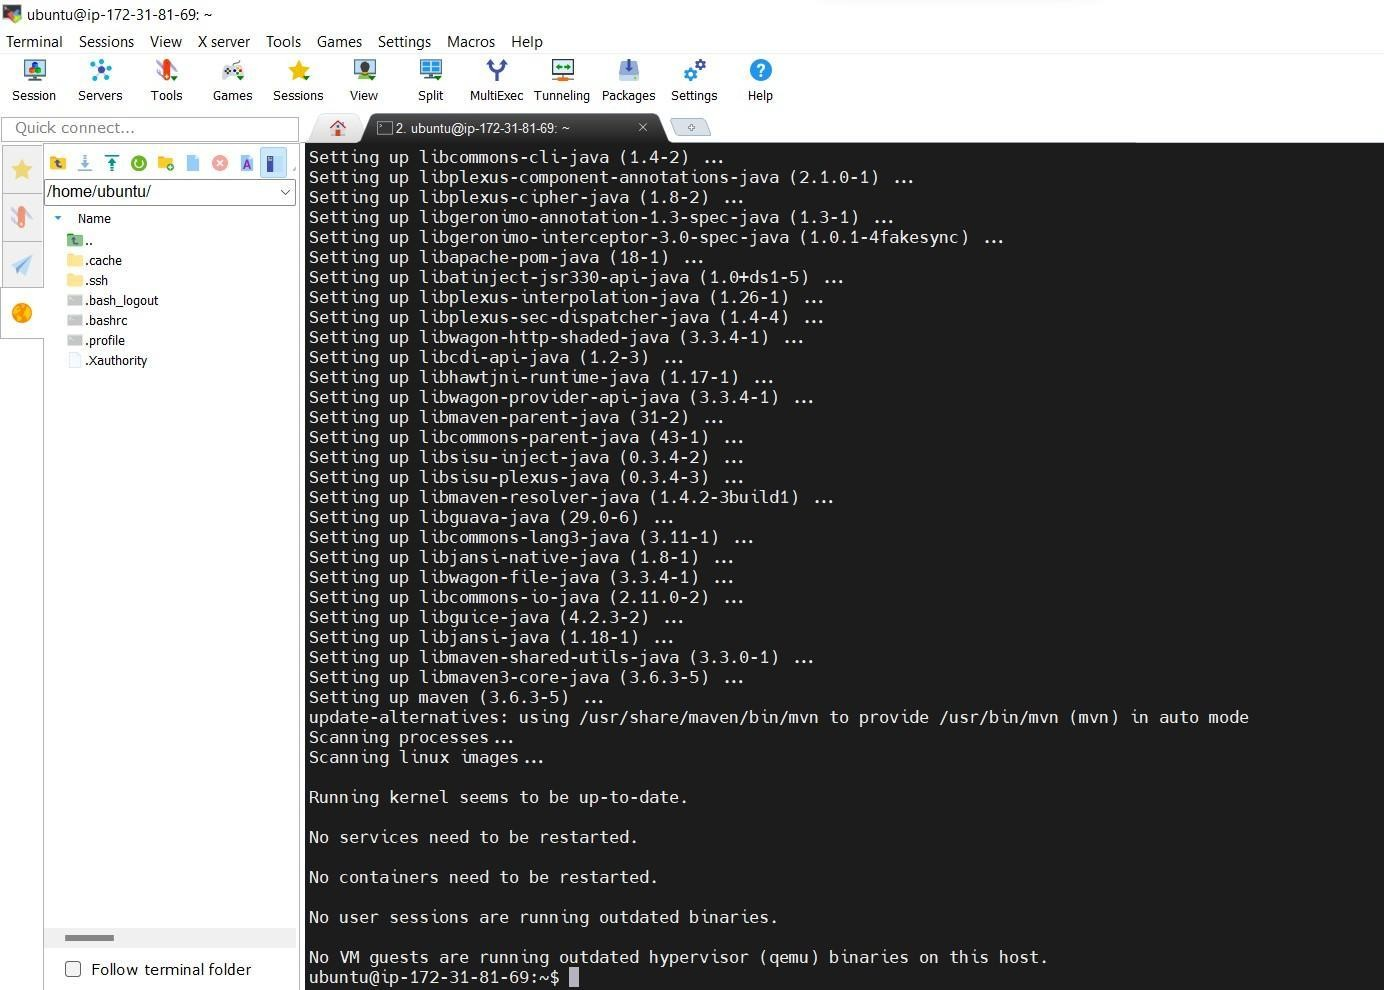 ubuntu@ip-172-31-81-69: ~
Terminal Sessions View X server Tools Games Settings Macros Help
Session Servers Tools Games Sessions View Split MultiExec Tunneling Packages Settings Help
Quick connect...
2. ubuntu@ip-172-31-81-69: ~
/home/ubuntu/
Name
..
.cache
.ssh
.bash_logout
.bashrc
.profile
.Xauthority
Follow terminal folder
Setting up libcommons-cli-java (1.4-2) ...
Setting up libplexus-component-annotations-java (2.1.0-1) ...
Setting up libplexus-cipher-java (1.8-2) ...
Setting up libgeronimo-annotation-1.3-spec-java (1.3-1) ...
Setting up libgeronimo-interceptor-3.0-spec-java (1.0.1-4fakesync) ...
Setting up libapache-pom-java (18-1) ...
Setting up libatinject-jsr330-api-java (1.0+ds1-5) ...
Setting up libplexus-interpolation-java (1.26-1) ...
Setting up libplexus-sec-dispatcher-java (1.4-4) ...
Setting up libwagon-http-shaded-java (3.3.4-1) ...
Setting up libcdi-api-java (1.2-3) ...
Setting up libhawtjni-runtime-java (1.17-1) ...
Setting up libwagon-provider-api-java (3.3.4-1) ...
Setting up libmaven-parent-java (31-2) ...
Setting up libcommons-parent-java (43-1) ...
Setting up libsisu-inject-java (0.3.4-2) ...
Setting up libsisu-plexus-java (0.3.4-3) ...
Setting up libmaven-resolver-java (1.4.2-3build1) ...
Setting up libguava-java (29.0-6) ...
Setting up libcommons-lang3-java (3.11-1) ...
Setting up libjansi-native-java (1.8-1) ...
Setting up libwagon-file-java (3.3.4-1) ...
Setting up libcommons-io-java (2.11.0-2) ...
Setting up libguice-java (4.2.3-2) ...
Setting up libjansi-java (1.18-1) ...
Setting up libmaven-shared-utils-java (3.3.0-1) ...
Setting up libmaven3-core-java (3.6.3-5) ...
Setting up maven (3.6.3-5) ...
update-alternatives: using /usr/share/maven/bin/mvn to provide /usr/bin/mvn (mvn) in auto mode
Scanning processes...
Scanning linux images...
Running kernel seems to be up-to-date.
No services need to be restarted.
No containers need to be restarted.
No user sessions are running outdated binaries.
No VM guests are running outdated hypervisor (qemu) binaries on this host.
ubuntu@ip-172-31-81-69:~$